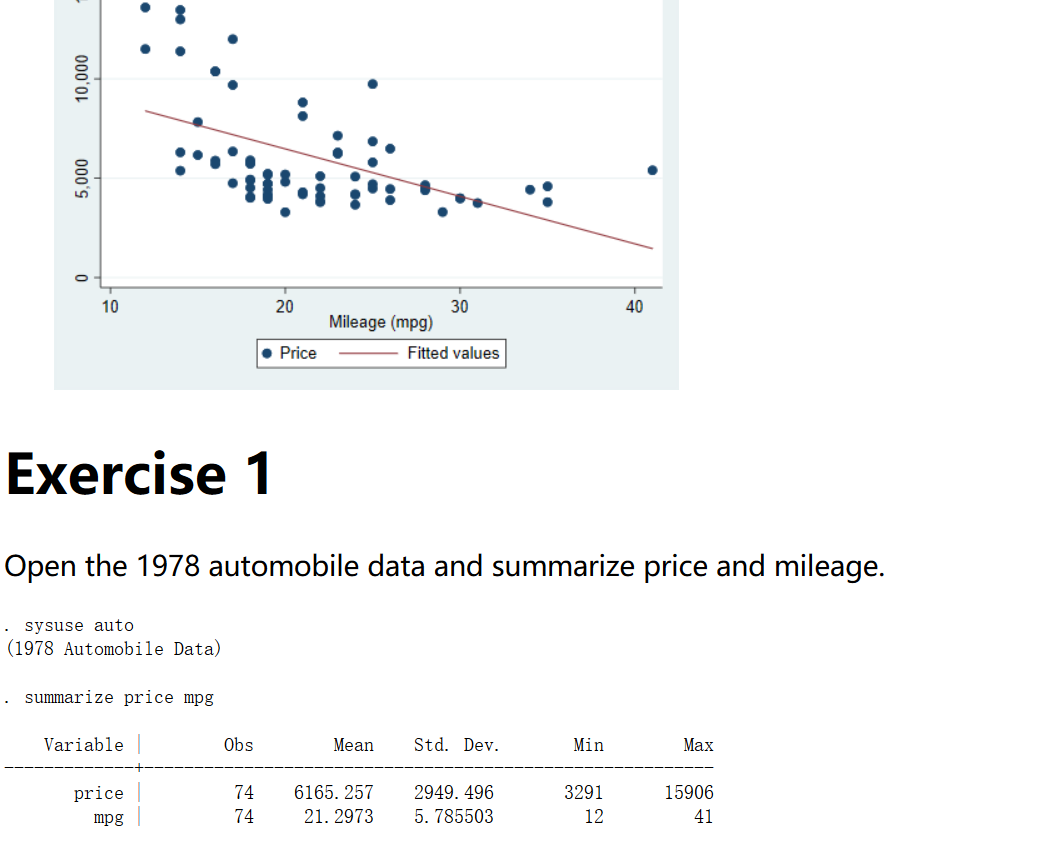 10,000
5,000
0
10 20 30 40
Mileage (mpg)
Price Fitted values
Exercise 1
Open the 1978 automobile data and summarize price and mileage.
. sysuse auto
(1978 Automobile Data)
. summarize price mpg
Variable | Obs Mean Std. Dev. Min Max
-------------+---------------------------------------------------------
price | 74 6165.257 2949.496 3291 15906
mpg | 74 21.2973 5.785503 12 41